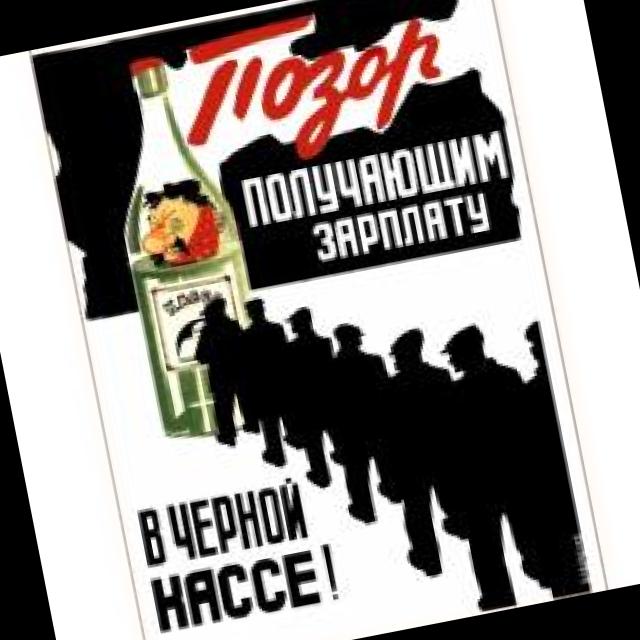 Позор
ПОЛУЧАЮЩИМ
ЗАРПЛАТУ
В ЧЕРНОЙ
КАССЕ!